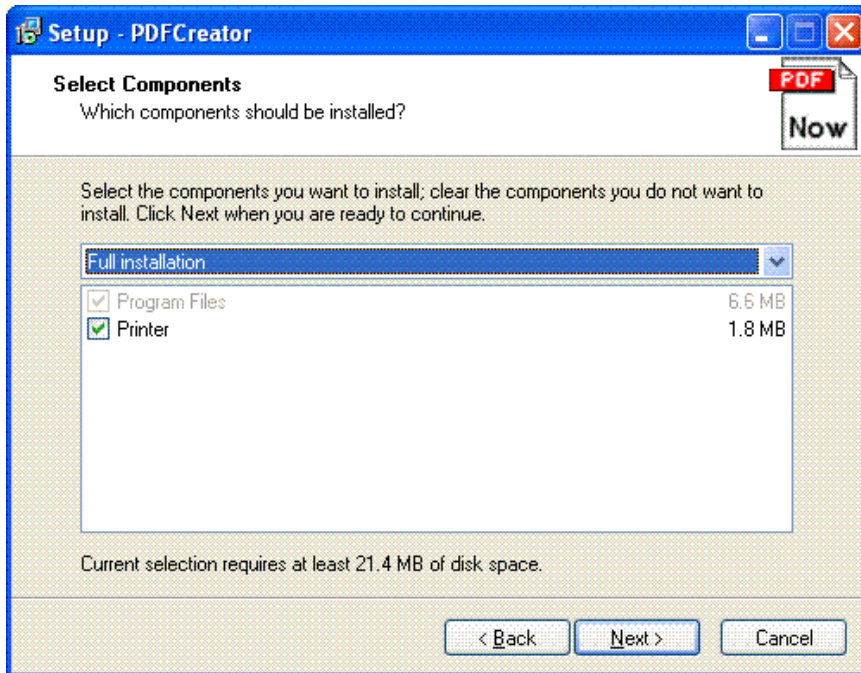 Setup - PDFCreator
Select Components
Which components should be installed?
PDF
Now
Select the components you want to install; clear the components you do not want to
install. Click Next when you are ready to continue.
Full installation
Program Files 6.6 MB
Printer 1.8 MB
Current selection requires at least 21.4 MB of disk space.
< Back Next > Cancel